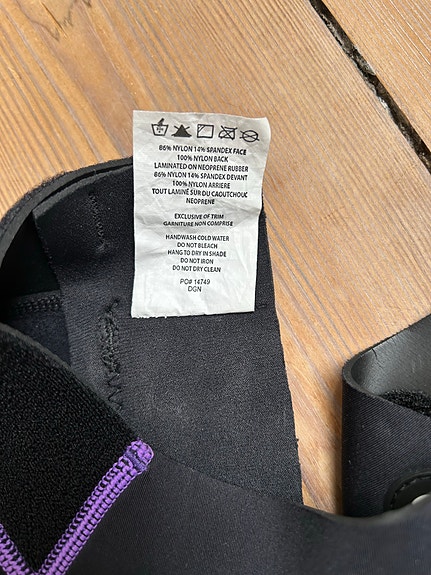 86% NYLON 14% SPANDEX FACE
100% NYLON BACK
LAMINATED ON NEOPRENE RUBBER
86% NYLON 14% SPANDEX DEVANT
100% NYLON ARRIERE
TOUT LAMINÉ SUR DU CAOUTCHOUC
NEOPRENE
EXCLUSIVE OF TRIM
GARNITURE NON COMPRISE
HANDWASH COLD WATER
DO NOT BLEACH
HANG TO DRY IN SHADE
DO NOT IRON
DO NOT DRY CLEAN
PO# 14749
DGN